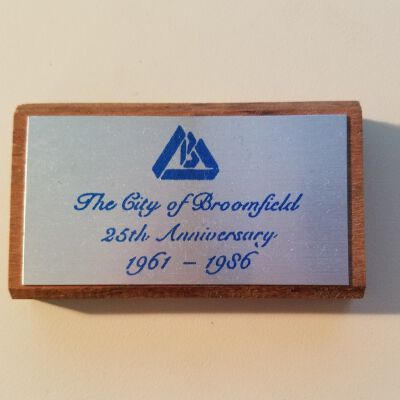 B
The City of Broomfield
25th Anniversary
1961 - 1986